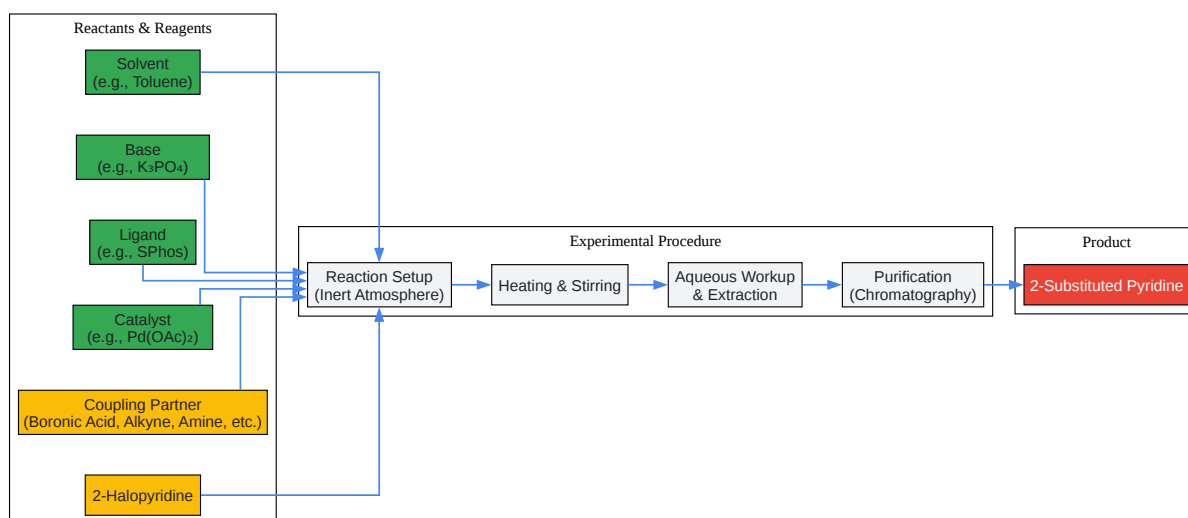 Reactants & Reagents
Solvent
(e.g., Toluene)
Base
(e.g., K₃PO₄)
Ligand
(e.g., SPhos)
Catalyst
(e.g., Pd(OAc)₂)
Coupling Partner
(Boronic Acid, Alkyne, Amine, etc.)
2-Halopyridine
Experimental Procedure
Reaction Setup
(Inert Atmosphere)
Heating & Stirring
Aqueous Workup
& Extraction
Purification
(Chromatography)
Product
2-Substituted Pyridine